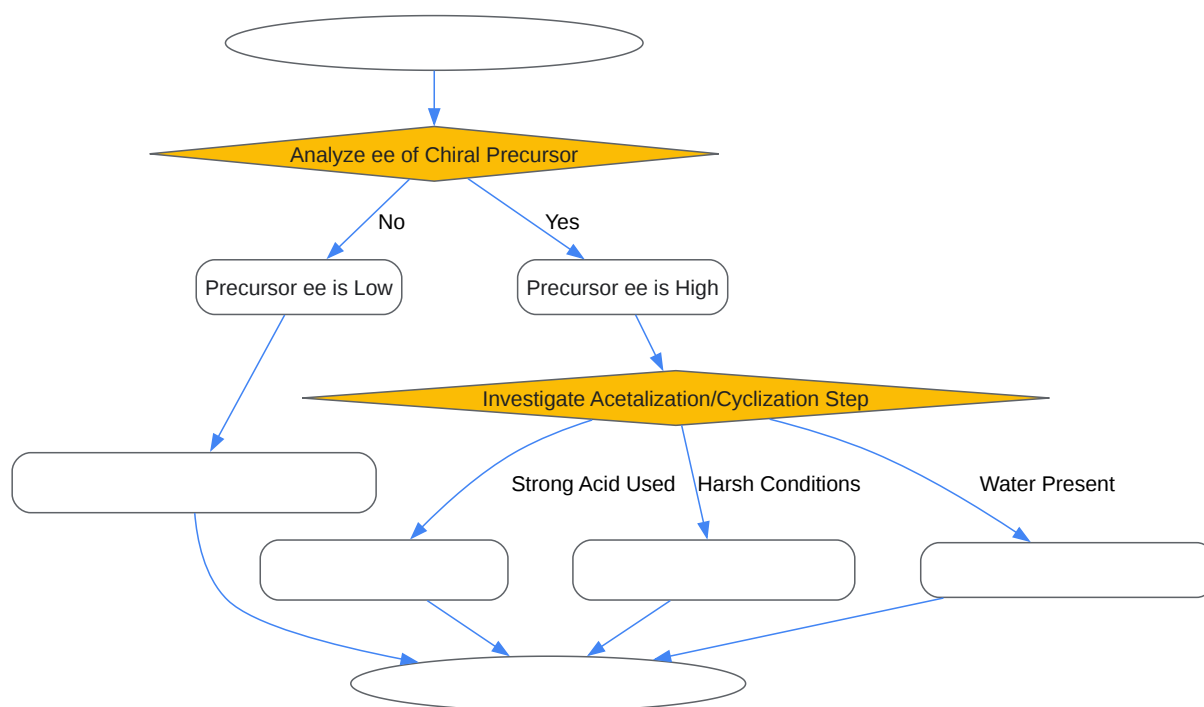 Analyze ee of Chiral Precursor
No
Yes
Precursor ee is Low
Precursor ee is High
Investigate Acetalization/Cyclization Step
Strong Acid Used
Harsh Conditions
Water Present